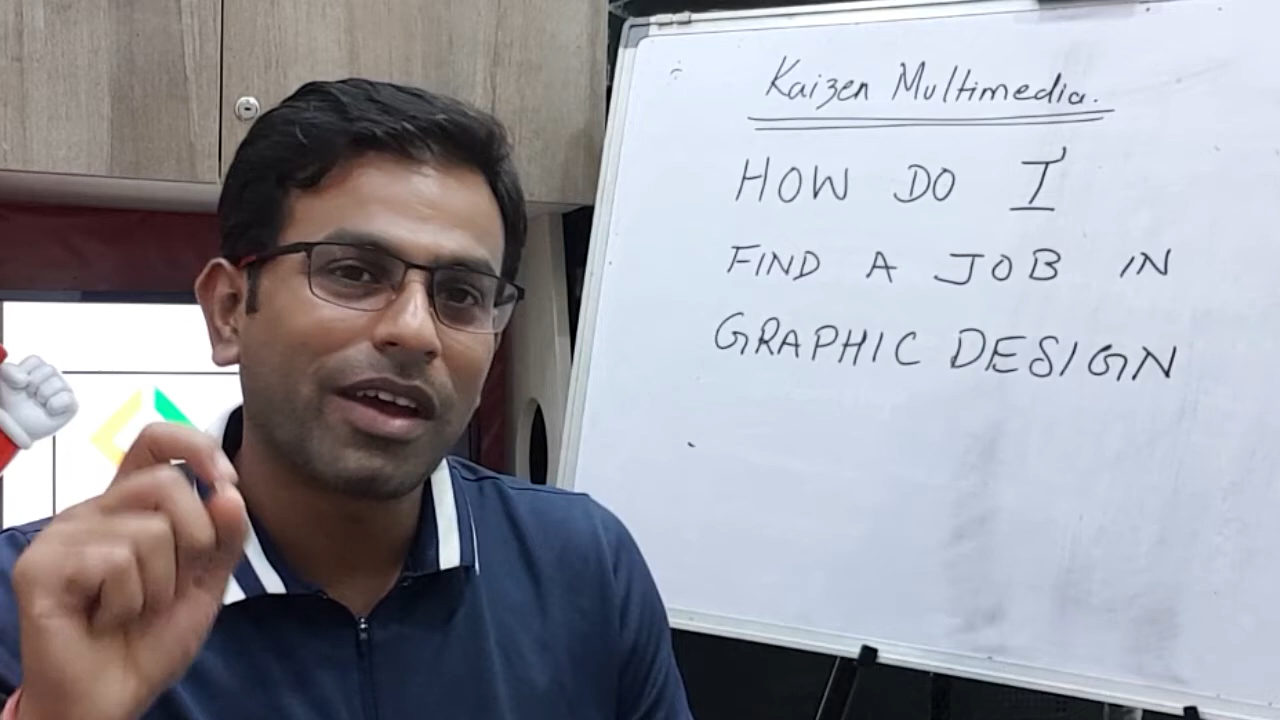 Kaizen Multimedia.
HOW DO I
FIND A JOB IN
GRAPHIC DESIGN